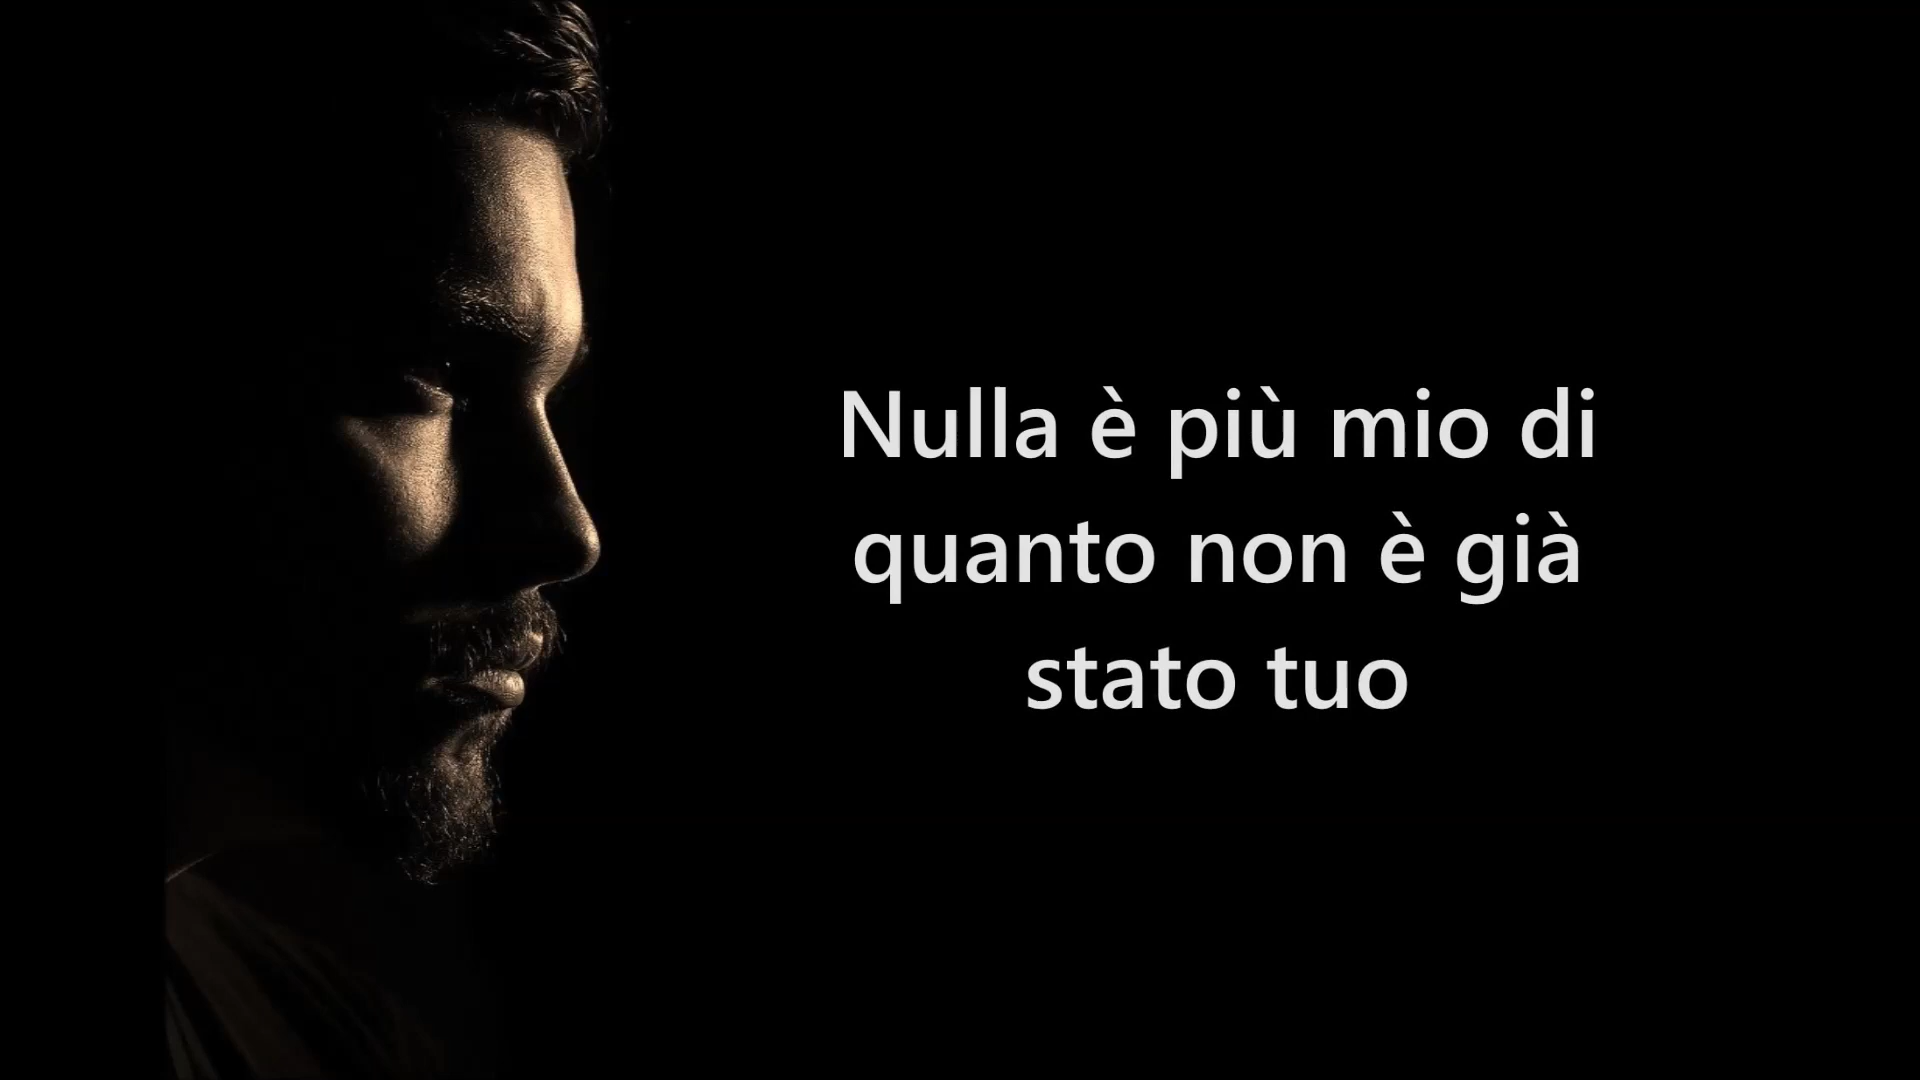 Nulla è più mio di
quanto non è già
stato tuo